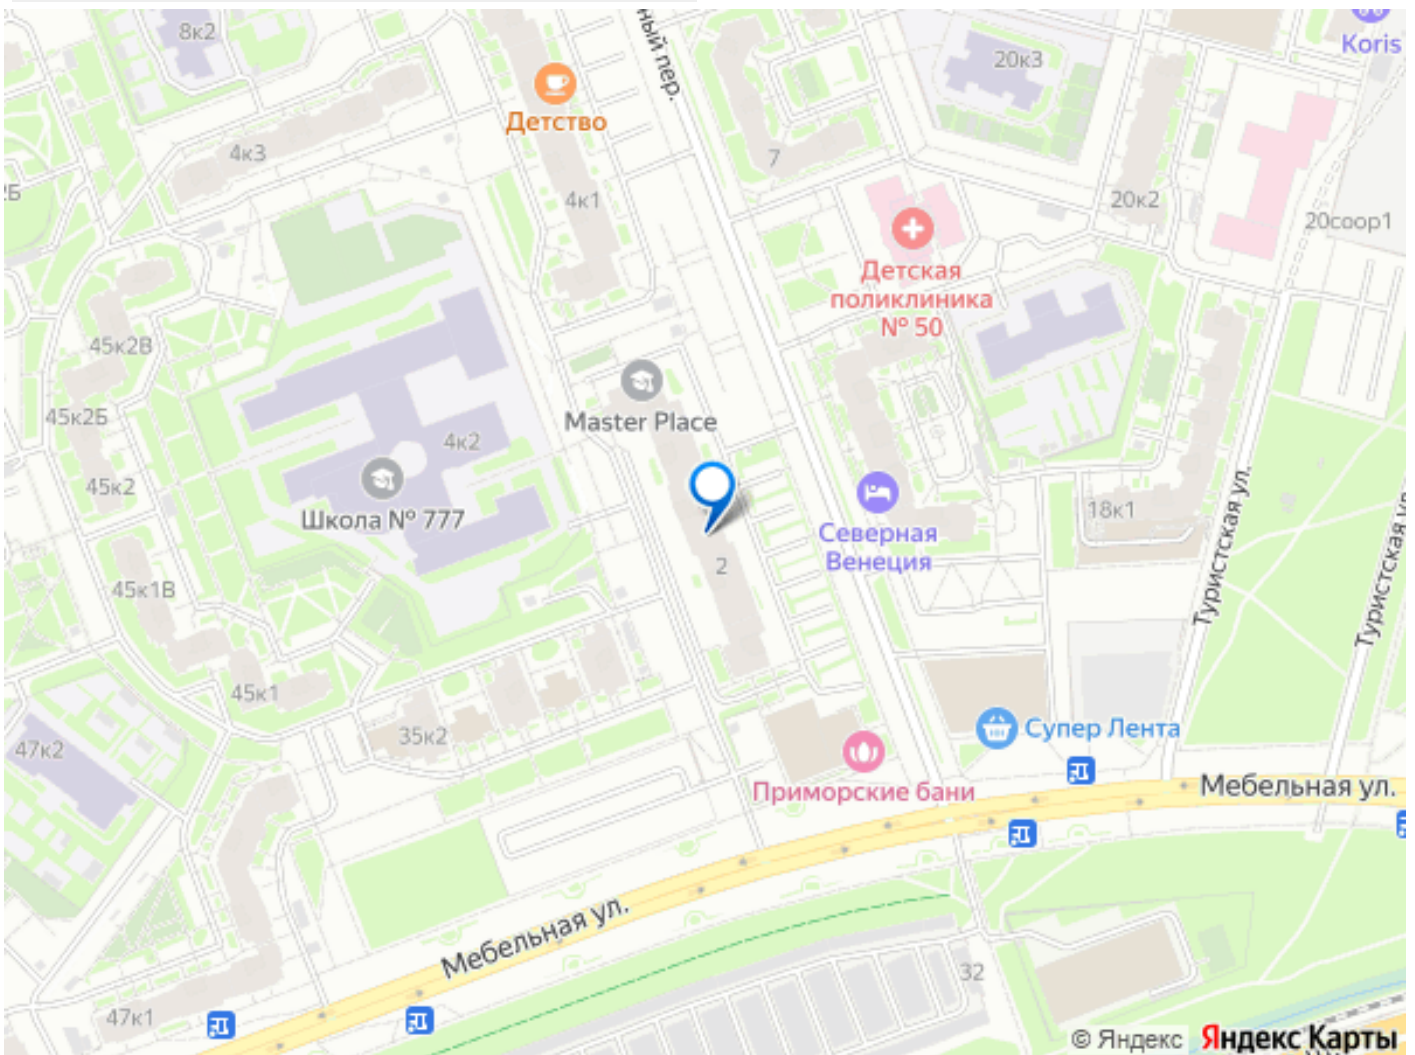 8к2
ный пер.
20к3
Koris
Детство
4к3
7
2Б
4к1
20к2
20соор1
Детская
поликлиника
№ 50
45к2В
Master Place
45к2Б
4к2
45к2
Школа № 777
18к1
Северная
Венеция
2
Туристская ул.
Туристская ул.
45к1В
45к1
35к2
47к2
Супер Лента
Приморские бани
Мебельная ул.
Мебельная ул.
32
47к1
© Яндекс Яндекс Карты